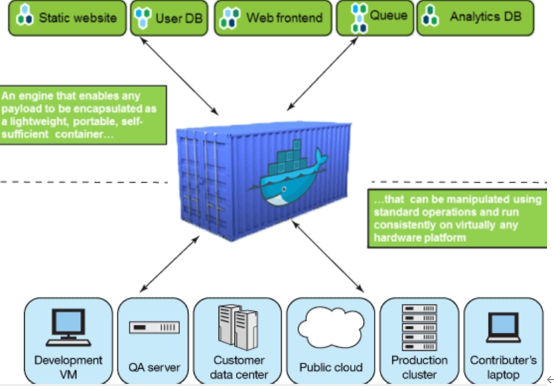 Static website
User DB
Web frontend
Queue
Analytics DB
An engine that enables any
payload to be encapsulated as
a lightweight, portable, self-
sufficient container…
…that can be manipulated using
standard operations and run
consistently on virtually any
hardware platform
Development
VM
QA server
Customer
data center
Public cloud
Production
cluster
Contributer's
laptop